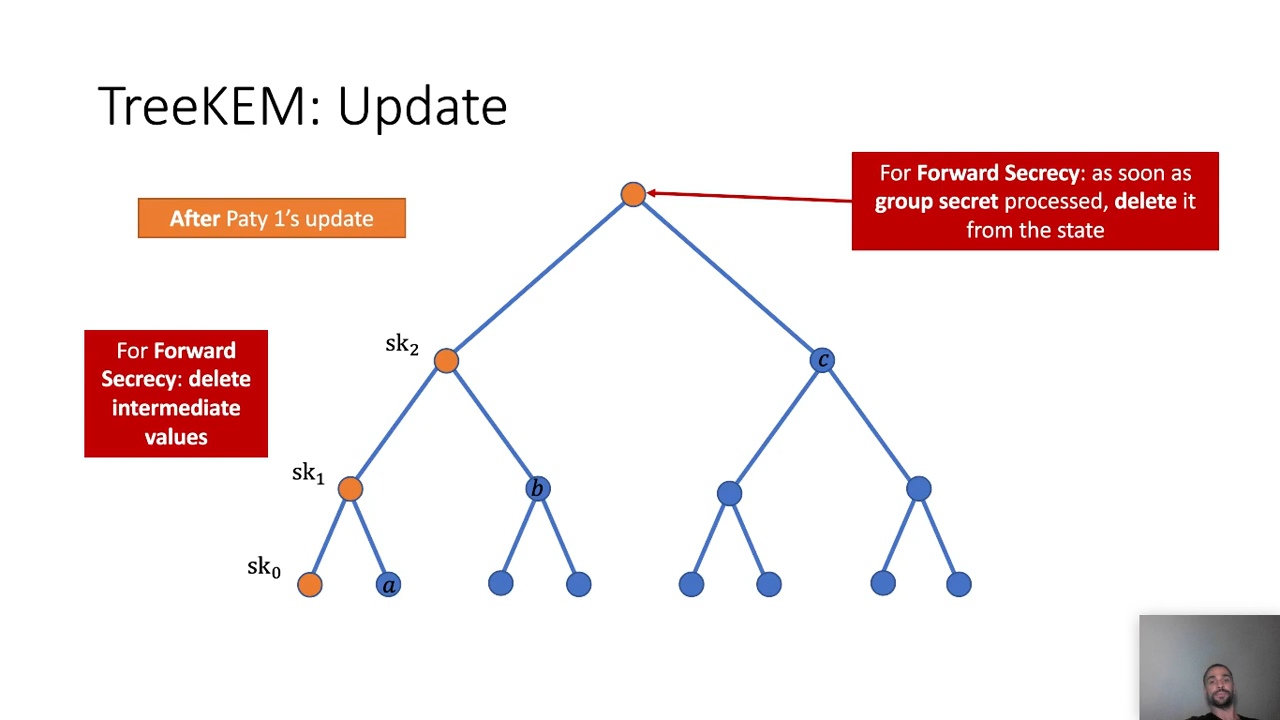 TreeKEM: Update
After Paty 1’s update
For Forward Secrecy: as soon as
group secret processed, delete it
from the state
For Forward
Secrecy: delete
intermediate
values
sk₂
c
sk₁
b
sk₀
a